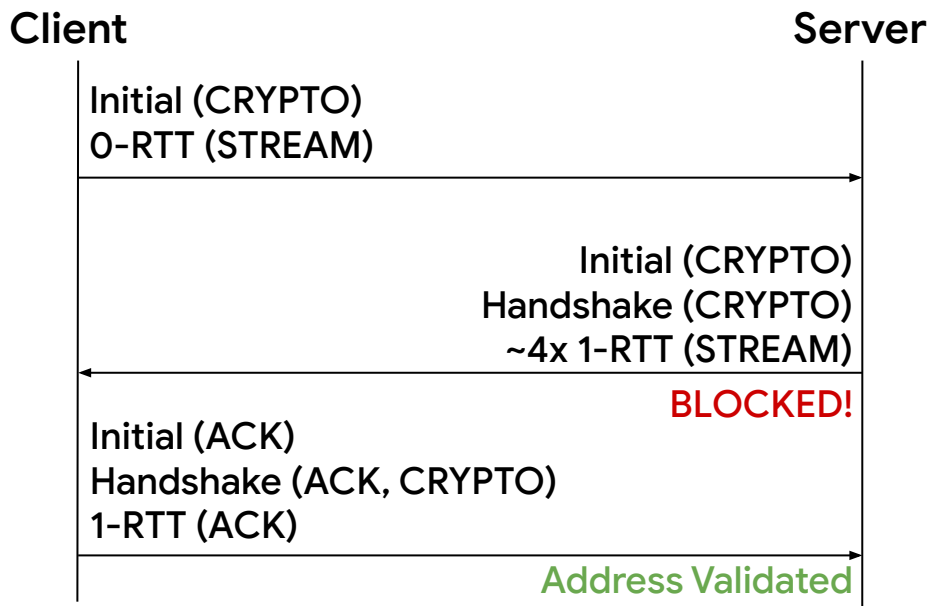 Client
Server
Initial (CRYPTO)
0-RTT (STREAM)
Initial (CRYPTO)
Handshake (CRYPTO)
~4x 1-RTT (STREAM)
BLOCKED!
Initial (ACK)
Handshake (ACK, CRYPTO)
1-RTT (ACK)
Address Validated